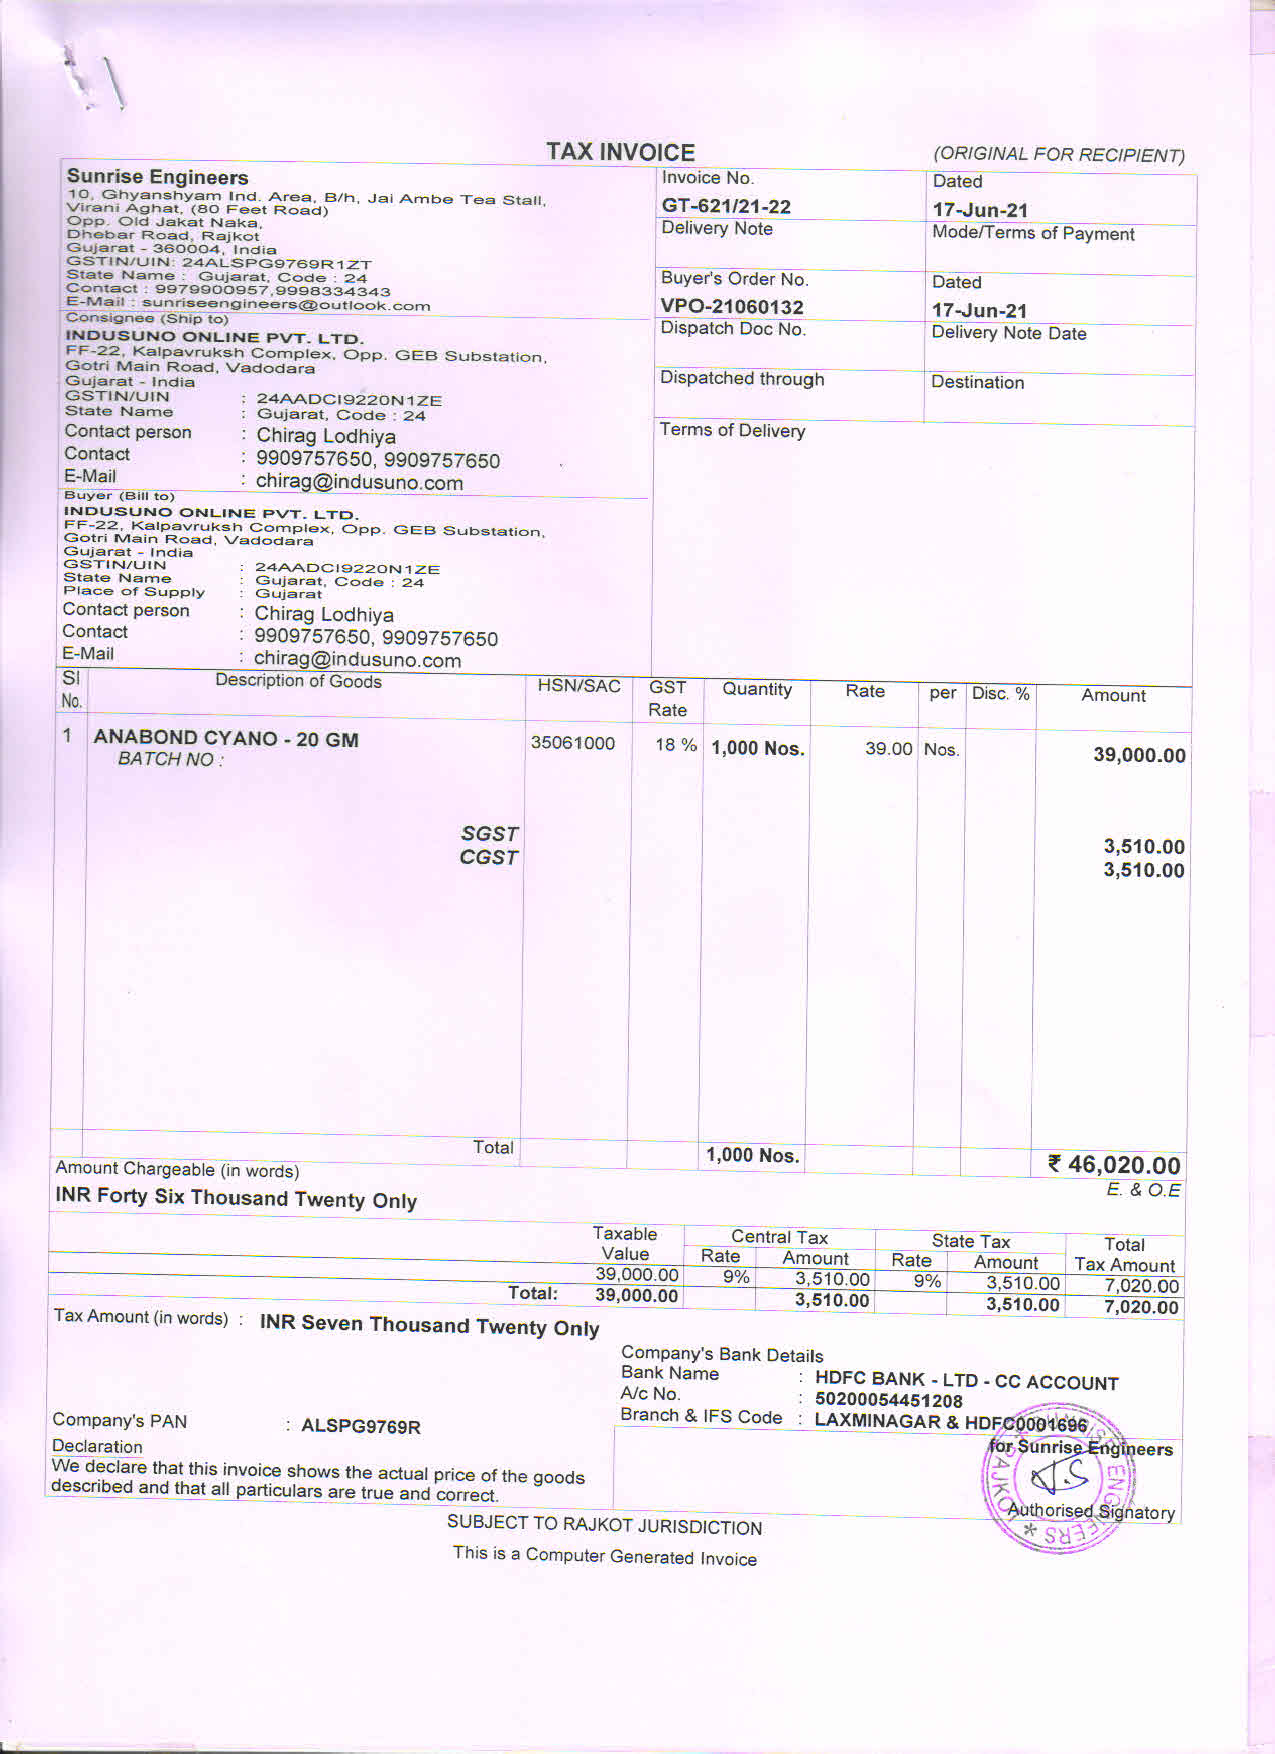 TAX INVOICE
(ORIGINAL FOR RECIPIENT)
Sunrise Engineers
10, Ghyanshyam Ind. Area, B/h, Jai Ambe Tea Stall,
Virani Aghat, (80 Feet Road)
Opp. Old Jakat Naka,
Dhebar Road, Rajkot
Gujarat - 360004, India
GSTIN/UIN: 24ALSPG9769R1ZT
State Name : Gujarat, Code : 24
Contact : 9979900957,9998334343
E-Mail : sunriseengineers@outlook.com
Invoice No.
GT-621/21-22
Dated
17-Jun-21
Delivery Note
Mode/Terms of Payment
Buyer's Order No.
VPO-21060132
Dated
17-Jun-21
Dispatch Doc No.
Delivery Note Date
Dispatched through
Destination
Terms of Delivery
Consignee (Ship to)
INDUSUNO ONLINE PVT. LTD.
FF-22, Kalpavruksh Complex, Opp. GEB Substation,
Gotri Main Road, Vadodara
Gujarat - India
GSTIN/UIN : 24AADCI9220N1ZE
State Name : Gujarat, Code : 24
Contact person : Chirag Lodhiya
Contact : 9909757650, 9909757650
E-Mail : chirag@indusuno.com
Buyer (Bill to)
INDUSUNO ONLINE PVT. LTD.
FF-22, Kalpavruksh Complex, Opp. GEB Substation,
Gotri Main Road, Vadodara
Gujarat - India
GSTIN/UIN : 24AADCI9220N1ZE
State Name : Gujarat, Code : 24
Place of Supply : Gujarat
Contact person : Chirag Lodhiya
Contact : 9909757650, 9909757650
E-Mail : chirag@indusuno.com
Sl No. Description of Goods HSN/SAC GST Rate Quantity Rate per Disc. % Amount
1 ANABOND CYANO - 20 GM 35061000 18 % 1,000 Nos. 39.00 Nos. 39,000.00
BATCH NO :
SGST 3,510.00
CGST 3,510.00
Total 1,000 Nos. ₹ 46,020.00
Amount Chargeable (in words) E. & O.E
INR Forty Six Thousand Twenty Only
Taxable Value Central Tax State Tax Total Tax Amount
Rate Amount Rate Amount
39,000.00 9% 3,510.00 9% 3,510.00 7,020.00
Total: 39,000.00 3,510.00 3,510.00 7,020.00
Tax Amount (in words) : INR Seven Thousand Twenty Only
Company's Bank Details
Bank Name : HDFC BANK - LTD - CC ACCOUNT
A/c No. : 50200054451208
Branch & IFS Code : LAXMINAGAR & HDFC0001696
Company's PAN : ALSPG9769R
Declaration
We declare that this invoice shows the actual price of the goods
described and that all particulars are true and correct.
for Sunrise Engineers
Authorised Signatory
SUNRISE ENGINEERS * RAJKOT *
SUBJECT TO RAJKOT JURISDICTION
This is a Computer Generated Invoice